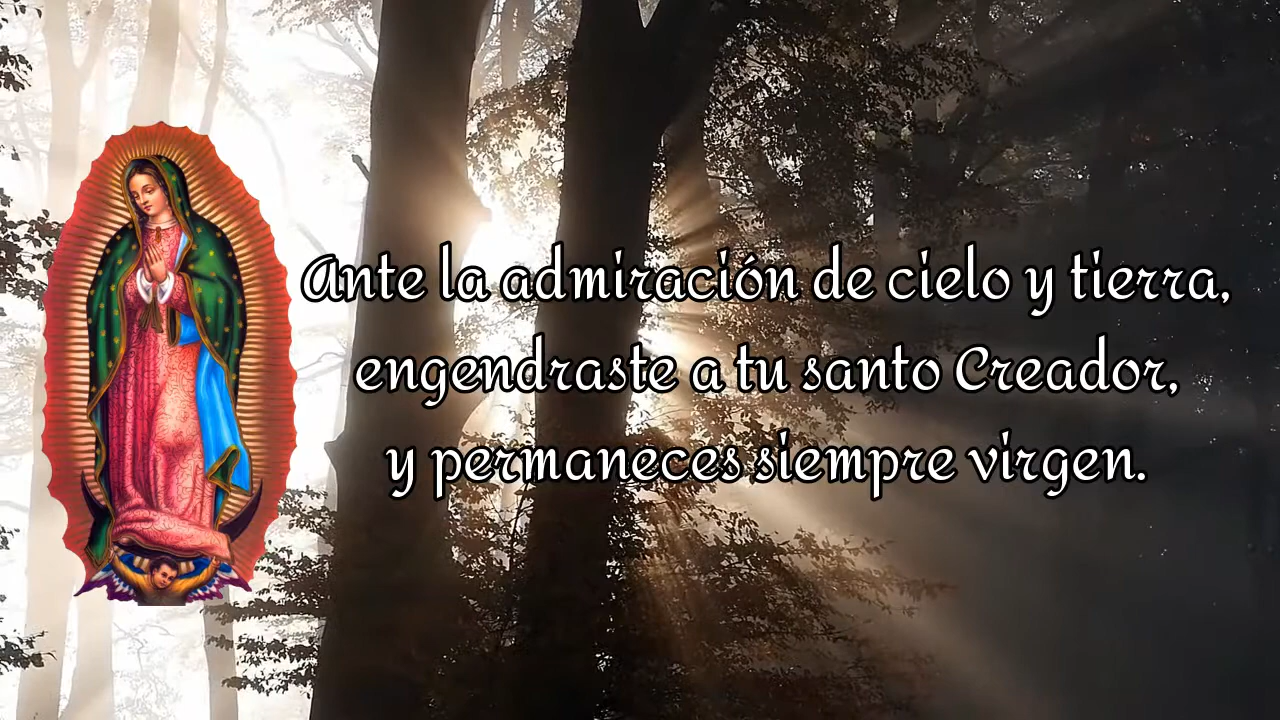 Ante la admiración de cielo y tierra,
engendraste a tu santo Creador,
y permaneces siempre virgen.